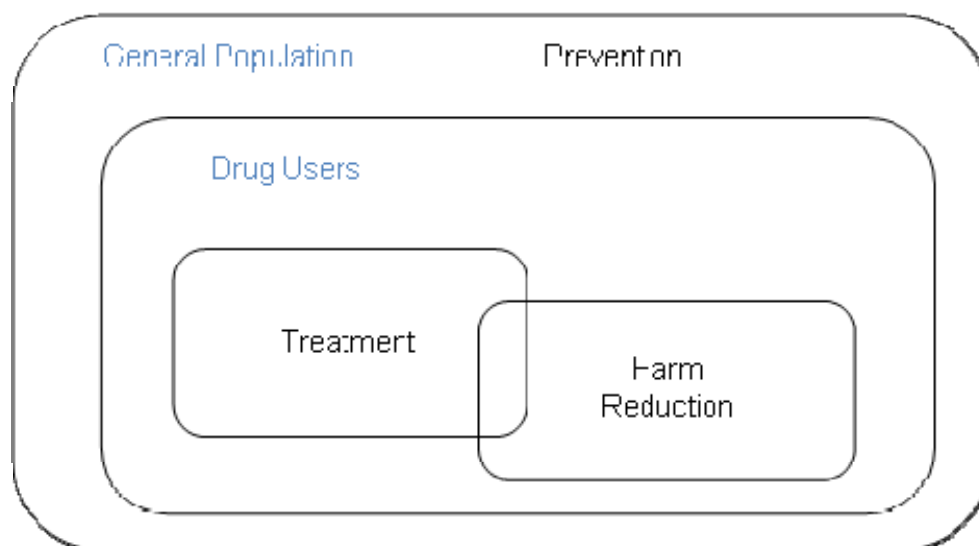 General Population
Prevention
Drug Users
Treatment
Harm
Reduction